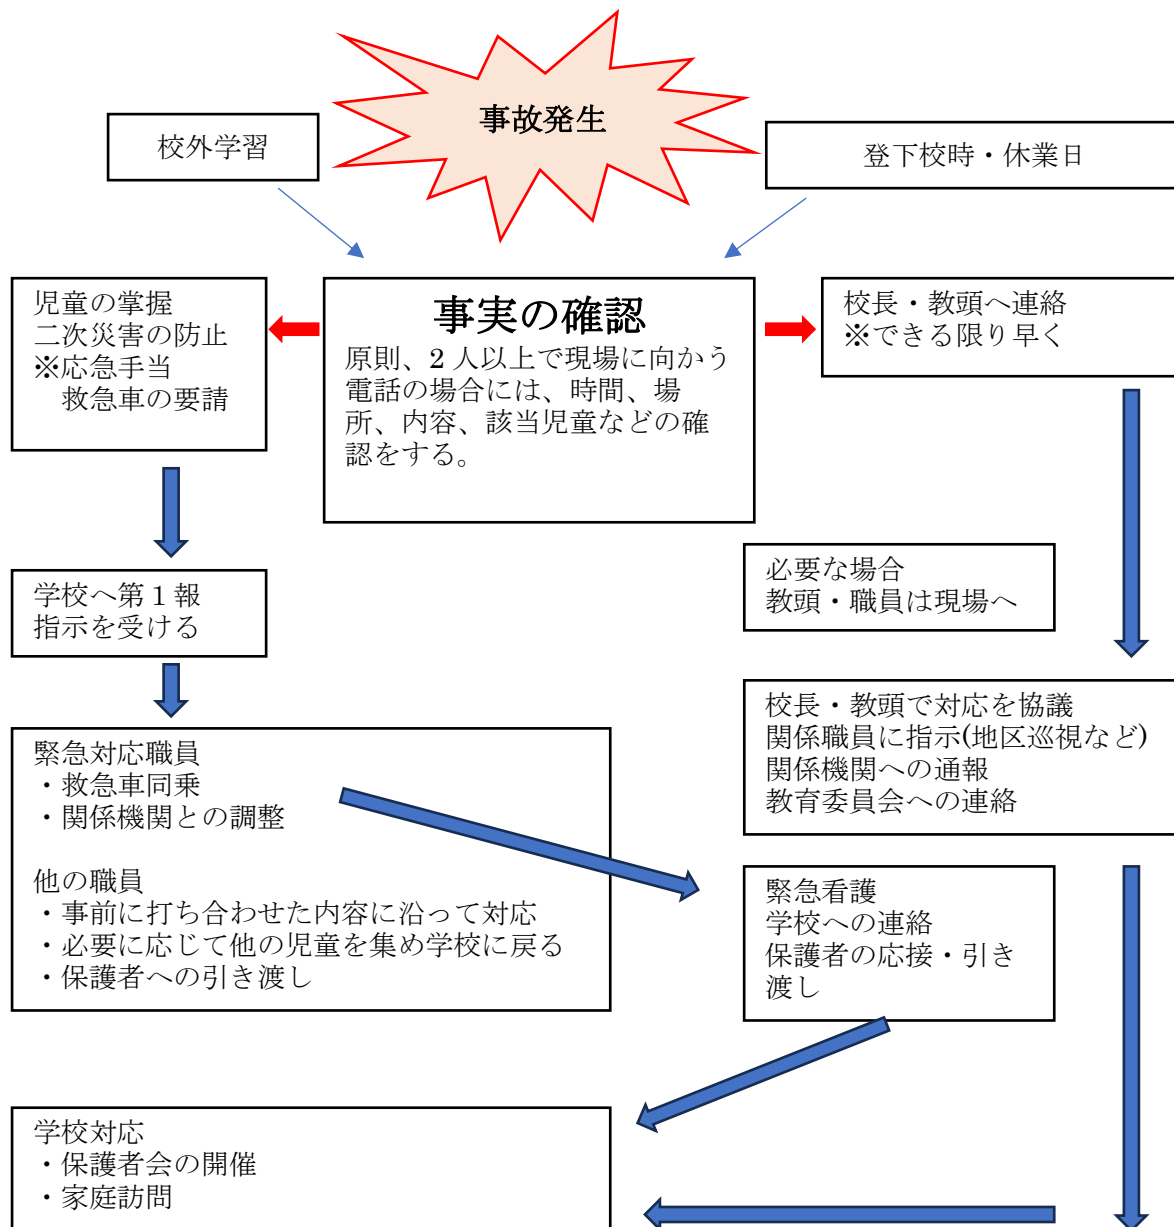 事故発生
校外学習
登下校時・休業日
児童の掌握
二次災害の防止
※応急手当
救急車の要請
事実の確認
原則、2 人以上で現場に向かう
電話の場合には、時間、場
所、内容、該当児童などの確
認をする。
校長・教頭へ連絡
※できる限り早く
学校へ第１報
指示を受ける
必要な場合
教頭・職員は現場へ
校長・教頭で対応を協議
関係職員に指示(地区巡視など)
関係機関への通報
教育委員会への連絡
緊急対応職員
・救急車同乗
・関係機関との調整
他の職員
・事前に打ち合わせた内容に沿って対応
・必要に応じて他の児童を集め学校に戻る
・保護者への引き渡し
緊急看護
学校への連絡
保護者の応接・引き
渡し
学校対応
・保護者会の開催
・家庭訪問